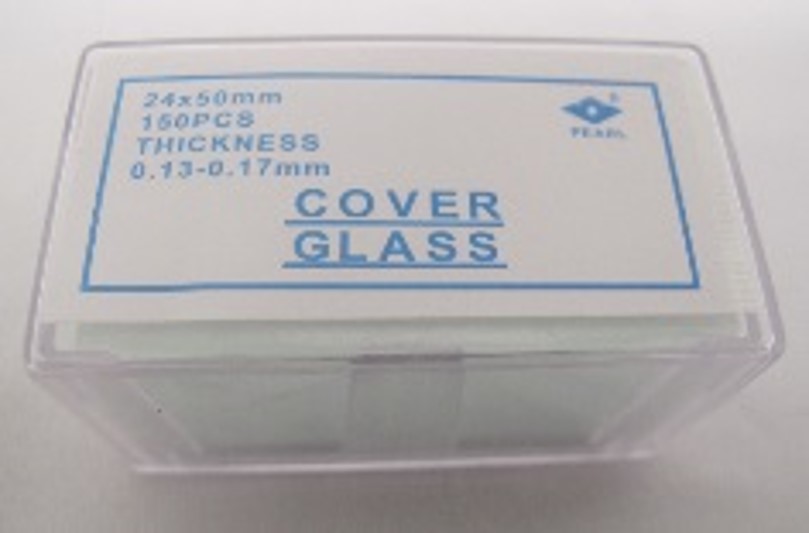 24x50mm
150PCS
THICKNESS
0.13-0.17mm
®
PEARL
COVER
GLASS